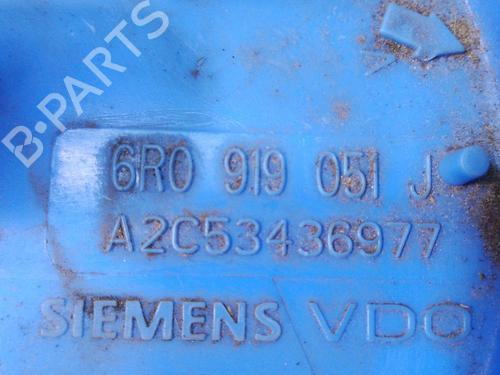 B-PARTS
6R0 919 051 J
A2C53436977
SIEMENS VDO